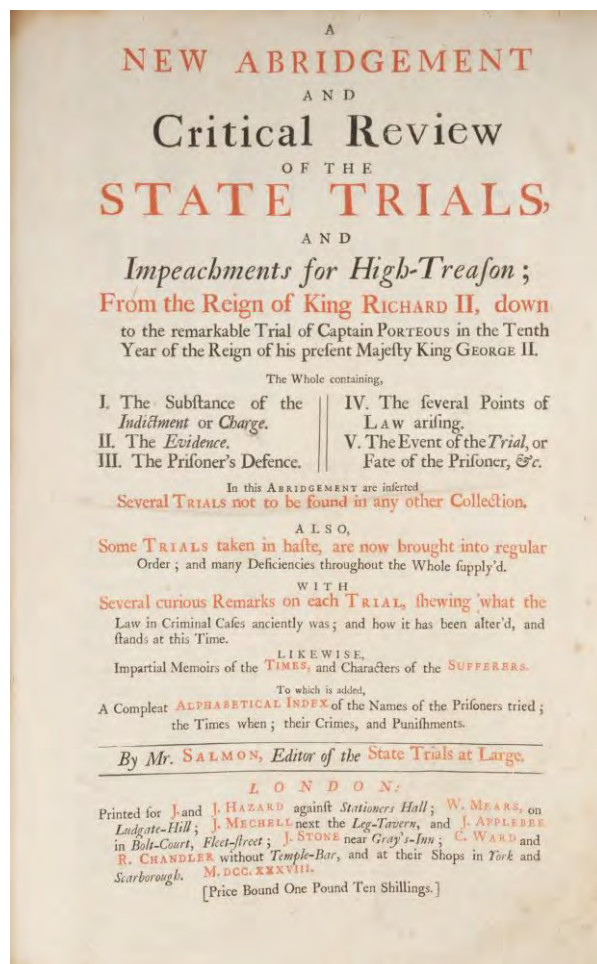 A
NEW ABRIDGEMENT
AND
Critical Review
OF THE
STATE TRIALS,
AND
Impeachments for High-Treaſon ;
From the Reign of King RICHARD II, down
to the remarkable Trial of Captain PORTEOUS in the Tenth
Year of the Reign of his preſent Majeſty King GEORGE II.
The Whole containing,
I. The Subſtance of the
Indictment or Charge.
II. The Evidence.
III. The Priſoner's Defence.
IV. The ſeveral Points of
LAW ariſing.
V. The Event of the Trial, or
Fate of the Priſoner, &c.
In this ABRIDGEMENT are inſerted
Several TRIALS not to be found in any other Collection.
ALSO,
Some TRIALS taken in haſte, are now brought into regular
Order ; and many Deficiencies throughout the Whole ſupply'd.
WITH
Several curious Remarks on each TRIAL, ſhewing what the
Law in Criminal Caſes anciently was ; and how it has been alter'd, and
ſtands at this Time.
LIKEWISE,
Impartial Memoirs of the TIMES, and Characters of the SUFFERERS.
To which is added,
A Compleat ALPHABETICAL INDEX of the Names of the Priſoners tried ;
the Times when ; their Crimes, and Puniſhments.
By Mr. SALMON, Editor of the State Trials at Large.
LONDON:
Printed for J. and J. HAZARD againſt Stationers Hall ; W. MEARS, on
Ludgate-Hill ; J. MECHELL next the Leg-Tavern, and J. APPLEBEE
in Bolt-Court, Fleet-ſtreet ; J. STONE near Gray's-Inn ; C. WARD and
R. CHANDLER without Temple-Bar, and at their Shops in York and
Scarborough. M.DCC.XXXVIII.
[Price Bound One Pound Ten Shillings.]